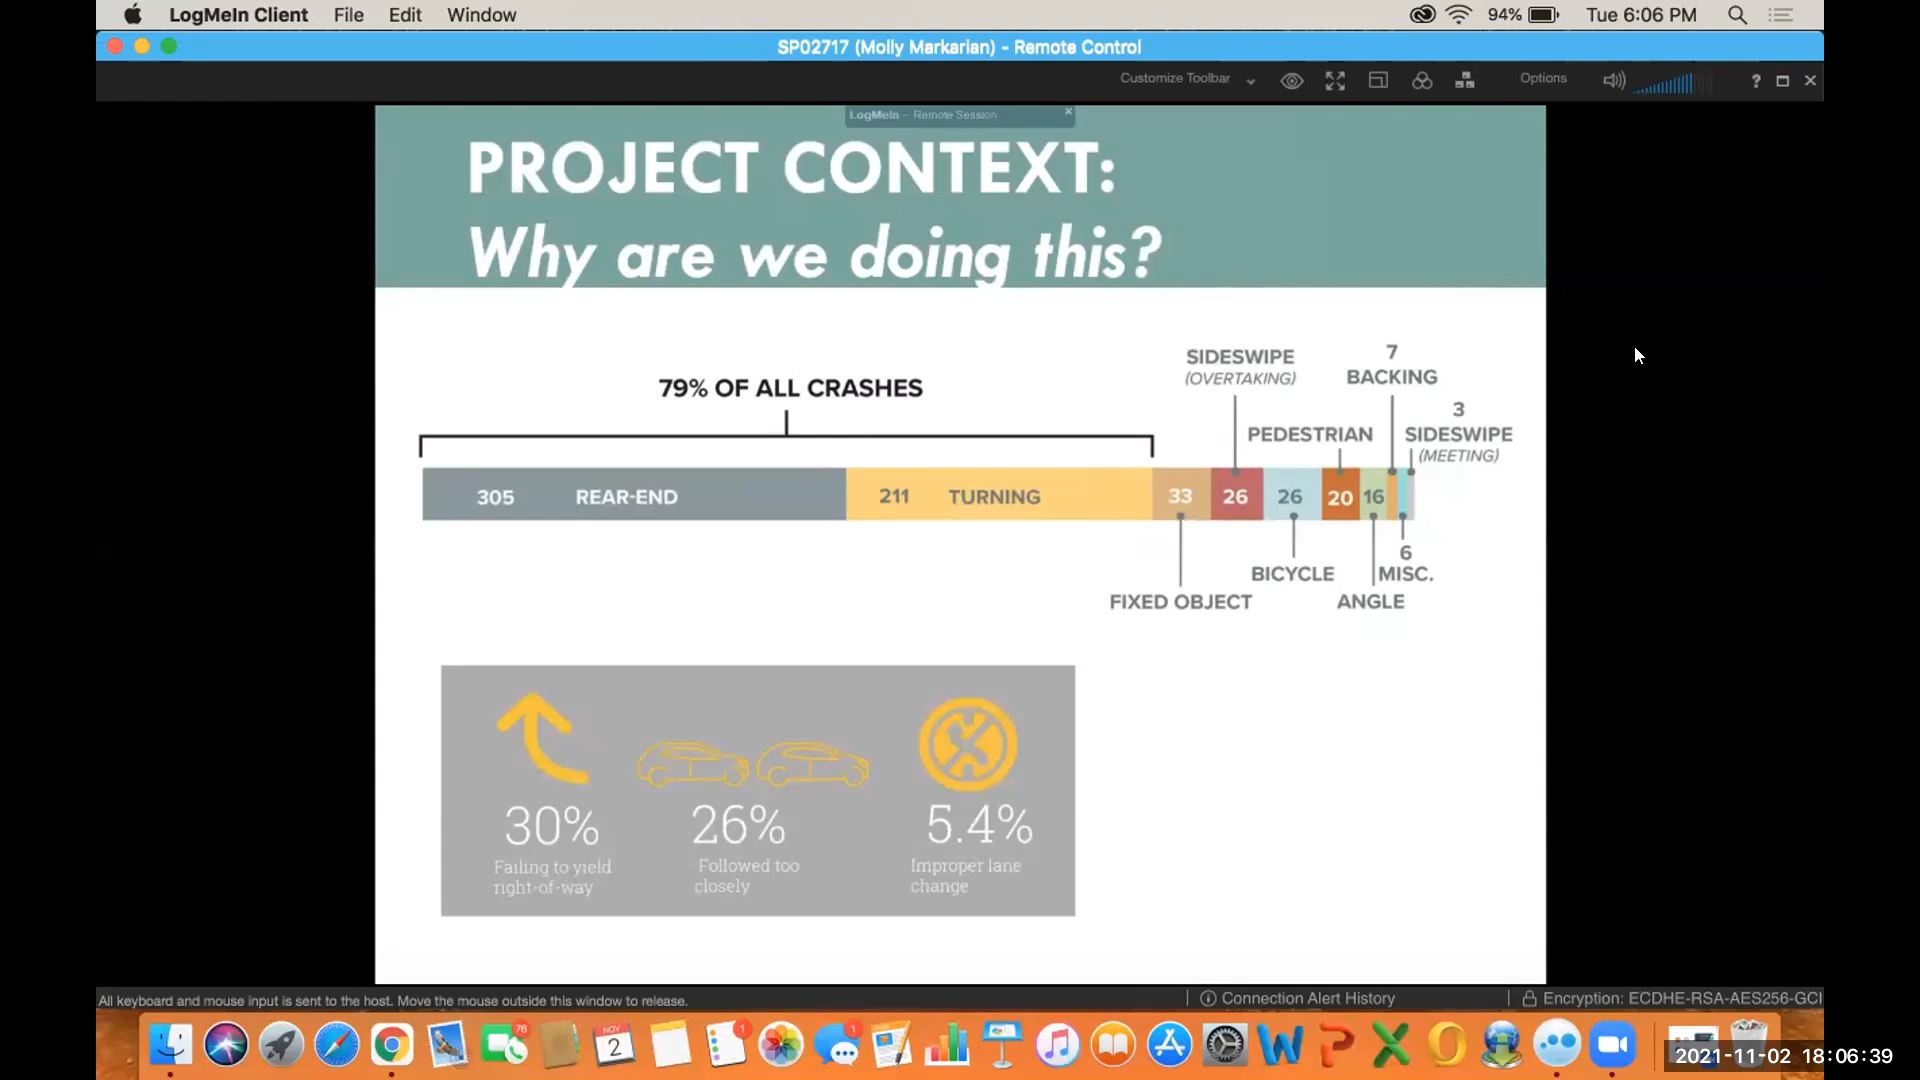 LogMeIn Client File Edit Window 94% Tue 6:06 PM
SP02717 (Molly Markarian) - Remote Control
Customize Toolbar Options ?
LogMeIn - Remote Session
PROJECT CONTEXT:
Why are we doing this?
79% OF ALL CRASHES
SIDESWIPE
(OVERTAKING)
7
BACKING
PEDESTRIAN
3
SIDESWIPE
(MEETING)
305 REAR-END 211 TURNING 33 26 26 20 16
6
MISC.
BICYCLE
ANGLE
FIXED OBJECT
30%
Failing to yield
right-of-way
26%
Followed too
closely
5.4%
Improper lane
change
All keyboard and mouse input is sent to the host. Move the mouse outside this window to release.
Connection Alert History
Encryption: ECDHE-RSA-AES256-GCI
76
NOV
2
1
1
2021-11-02 18:06:39